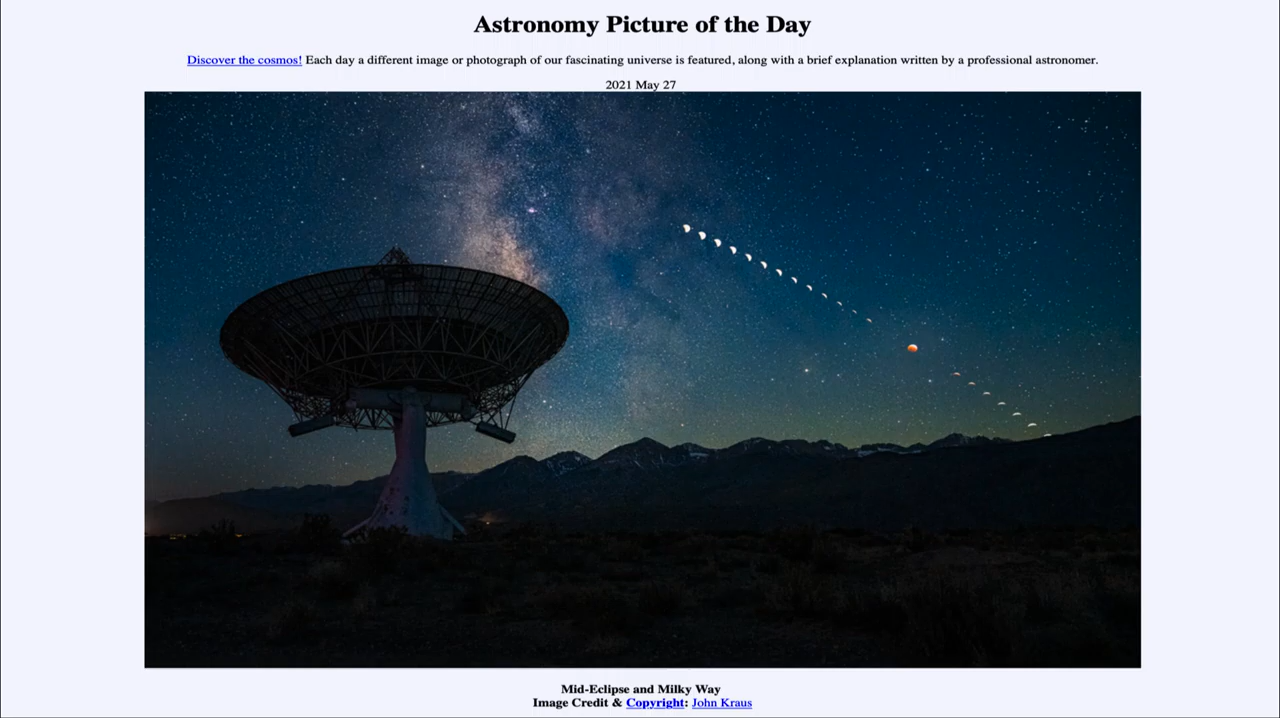 Astronomy Picture of the Day
Discover the cosmos! Each day a different image or photograph of our fascinating universe is featured, along with a brief explanation written by a professional astronomer.
2021 May 27
Mid-Eclipse and Milky Way
Image Credit & Copyright: John Kraus